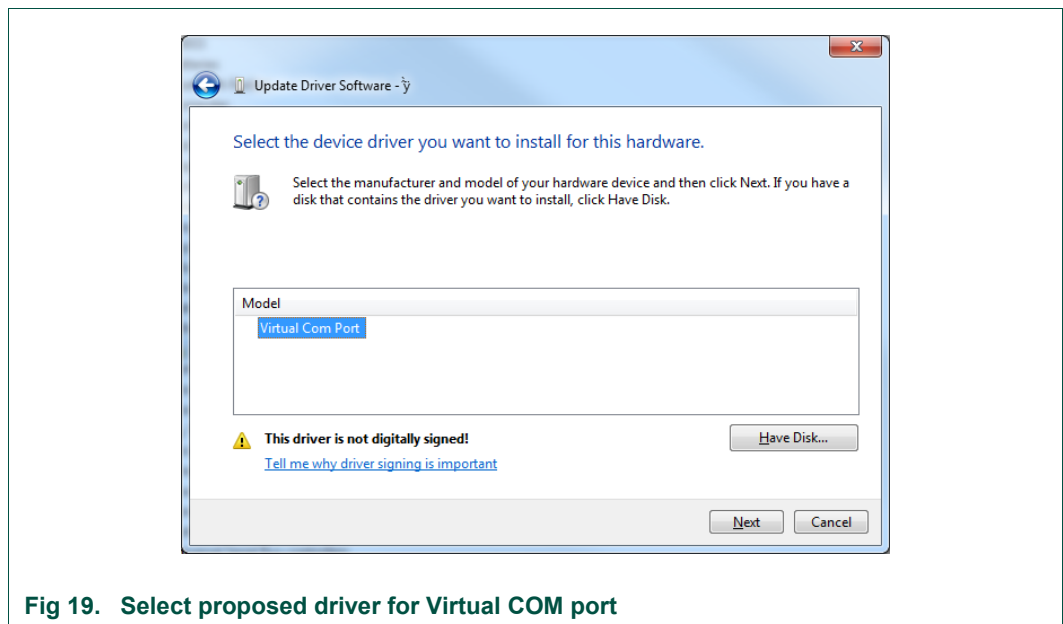 Update Driver Software - ỳ
Select the device driver you want to install for this hardware.
Select the manufacturer and model of your hardware device and then click Next. If you have a
disk that contains the driver you want to install, click Have Disk.
Model
Virtual Com Port
This driver is not digitally signed!
Have Disk...
Tell me why driver signing is important
Next
Cancel
Fig 19. Select proposed driver for Virtual COM port